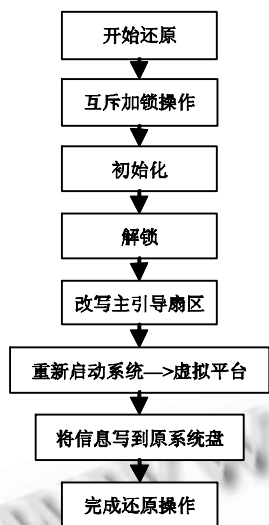 开始还原
互斥加锁操作
初始化
解锁
改写主引导扇区
重新启动系统—>虚拟平台
将信息写到原系统盘
完成还原操作